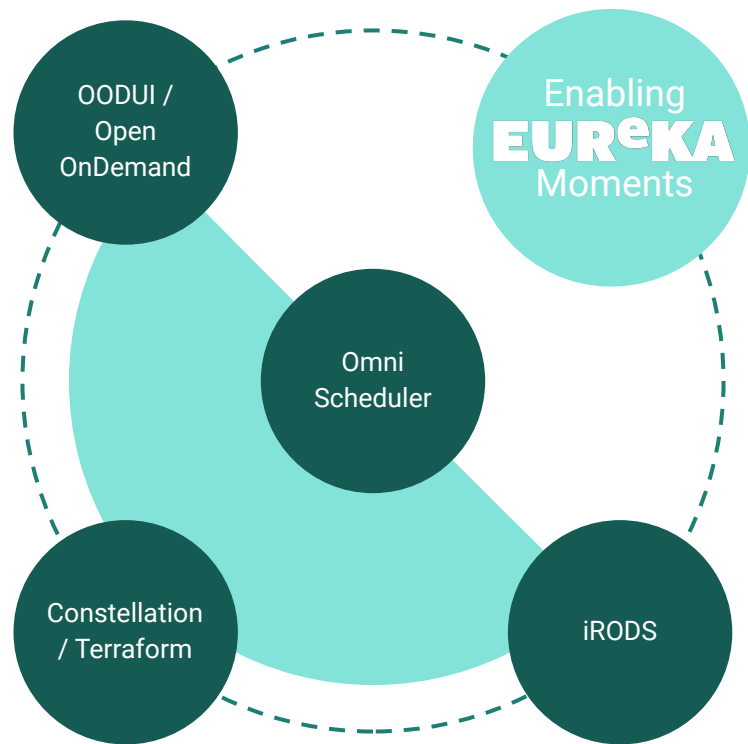 OODUI /
Open
OnDemand
Enabling
EUReKA
Moments
Omni
Scheduler
Constellation
/ Terraform
iRODS